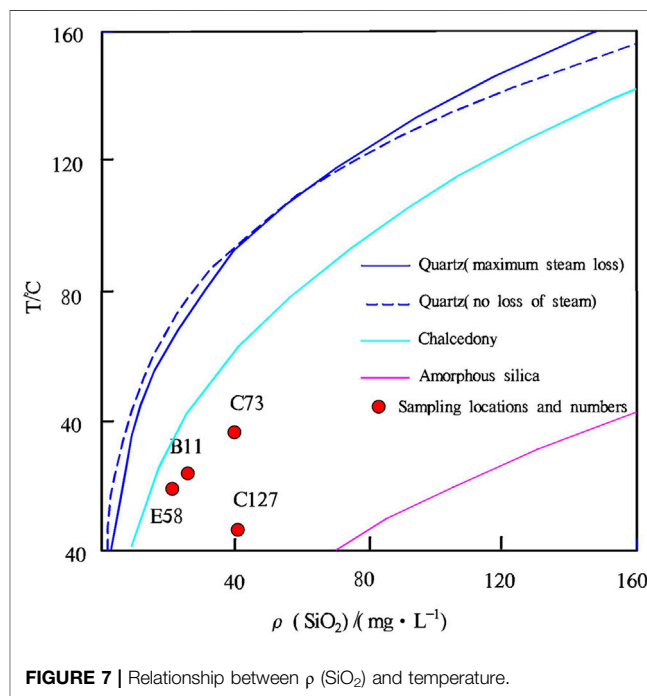 160
120
80
40
40
T/℃
Quartz( maximum steam loss)
Quartz( no loss of steam)
Chalcedony
Amorphous silica
Sampling locations and numbers
C73
B11
E58
C127
40
80
120
160
ρ ( SiO₂) /( mg • L⁻¹)
FIGURE 7 | Relationship between ρ (SiO₂) and temperature.